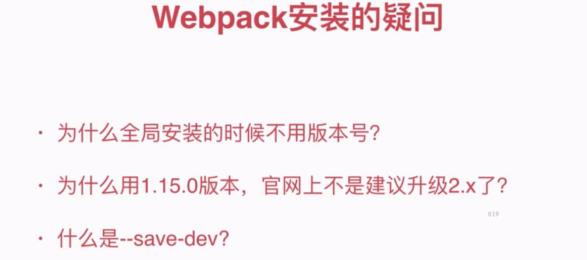 Webpack安装的疑问
· 为什么全局安装的时候不用版本号?
· 为什么用1.15.0版本，官网上不是建议升级2.x了?
· 什么是--save-dev?